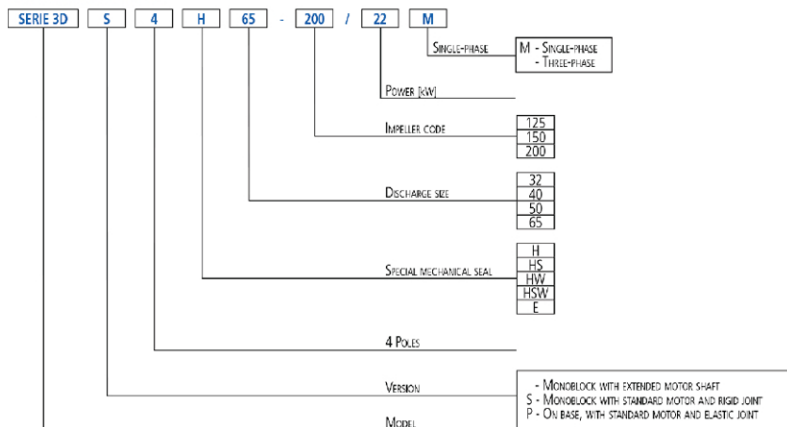 SERIE 3D S 4 H 65 - 200 / 22 M
SINGLE-PHASE
M - SINGLE-PHASE
- THREE-PHASE
POWER [kW]
IMPELLER CODE
125
150
200
DISCHARGE SIZE
32
40
50
65
SPECIAL MECHANICAL SEAL
H
HS
HW
HSW
E
4 POLES
VERSION
- MONOBLOCK WITH EXTENDED MOTOR SHAFT
S - MONOBLOCK WITH STANDARD MOTOR AND RIGID JOINT
P - ON BASE, WITH STANDARD MOTOR AND ELASTIC JOINT
MODEL